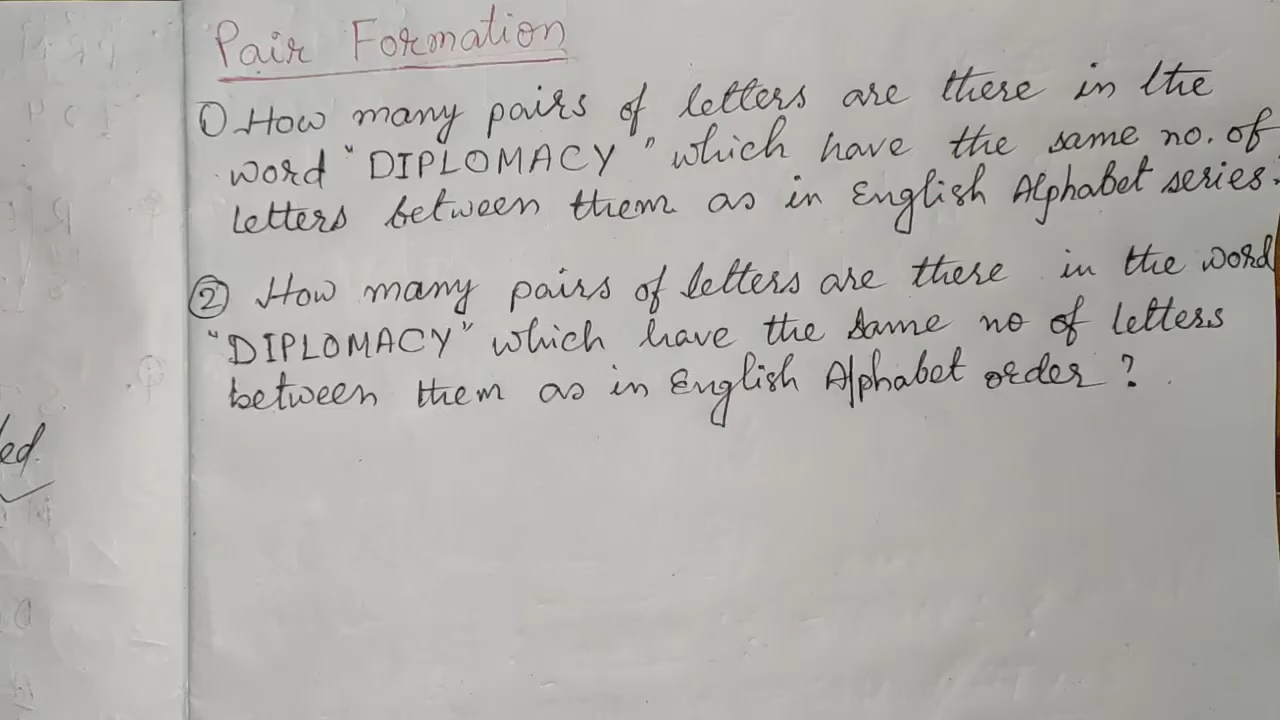 Pair Formation
1) How many pairs of letters are there in the
word "DIPLOMACY" which have the same no. of
letters between them as in English Alphabet series.
2 How many pairs of letters are there in the word
"DIPLOMACY" which have the same no of letters
between them as in English Alphabet order ?
ed.